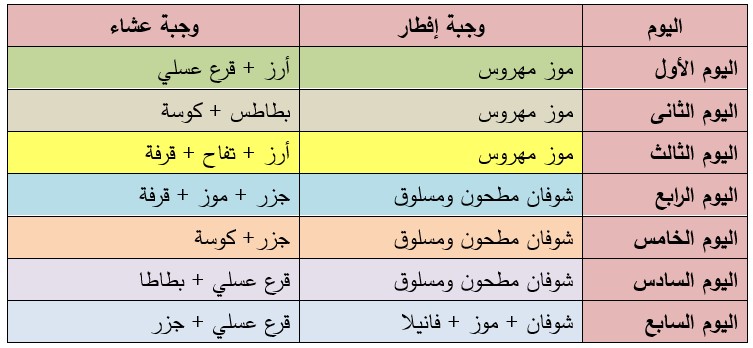 اليوم وجبة إفطار وجبة عشاء
اليوم الأول موز مهروس أرز + قرع عسلي
اليوم الثانى موز مهروس بطاطس + كوسة
اليوم الثالث موز مهروس أرز + تفاح + قرفة
اليوم الرابع شوفان مطحون ومسلوق جزر + موز + قرفة
اليوم الخامس شوفان مطحون ومسلوق جزر+ كوسة
اليوم السادس شوفان مطحون ومسلوق قرع عسلي + بطاطا
اليوم السابع شوفان + موز + فانيلا قرع عسلي + جزر